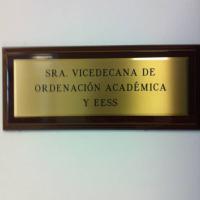 SRA. VICEDECANA DE
ORDENACIÓN ACADÉMICA
Y EESS